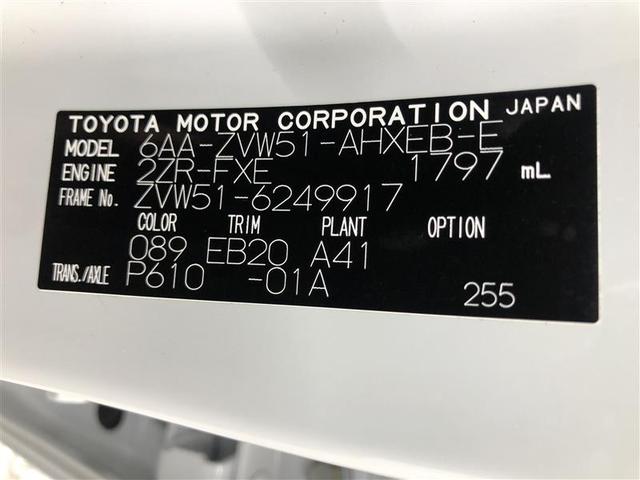 TOYOTA MOTOR CORPORATION JAPAN
MODEL 6AA-ZVW51-AHXEB-E
ENGINE 2ZR-FXE 1797 mL
FRAME No. ZVW51-6249917
COLOR TRIM PLANT OPTION
089 EB20 A41
TRANS./AXLE P610 -01A
255